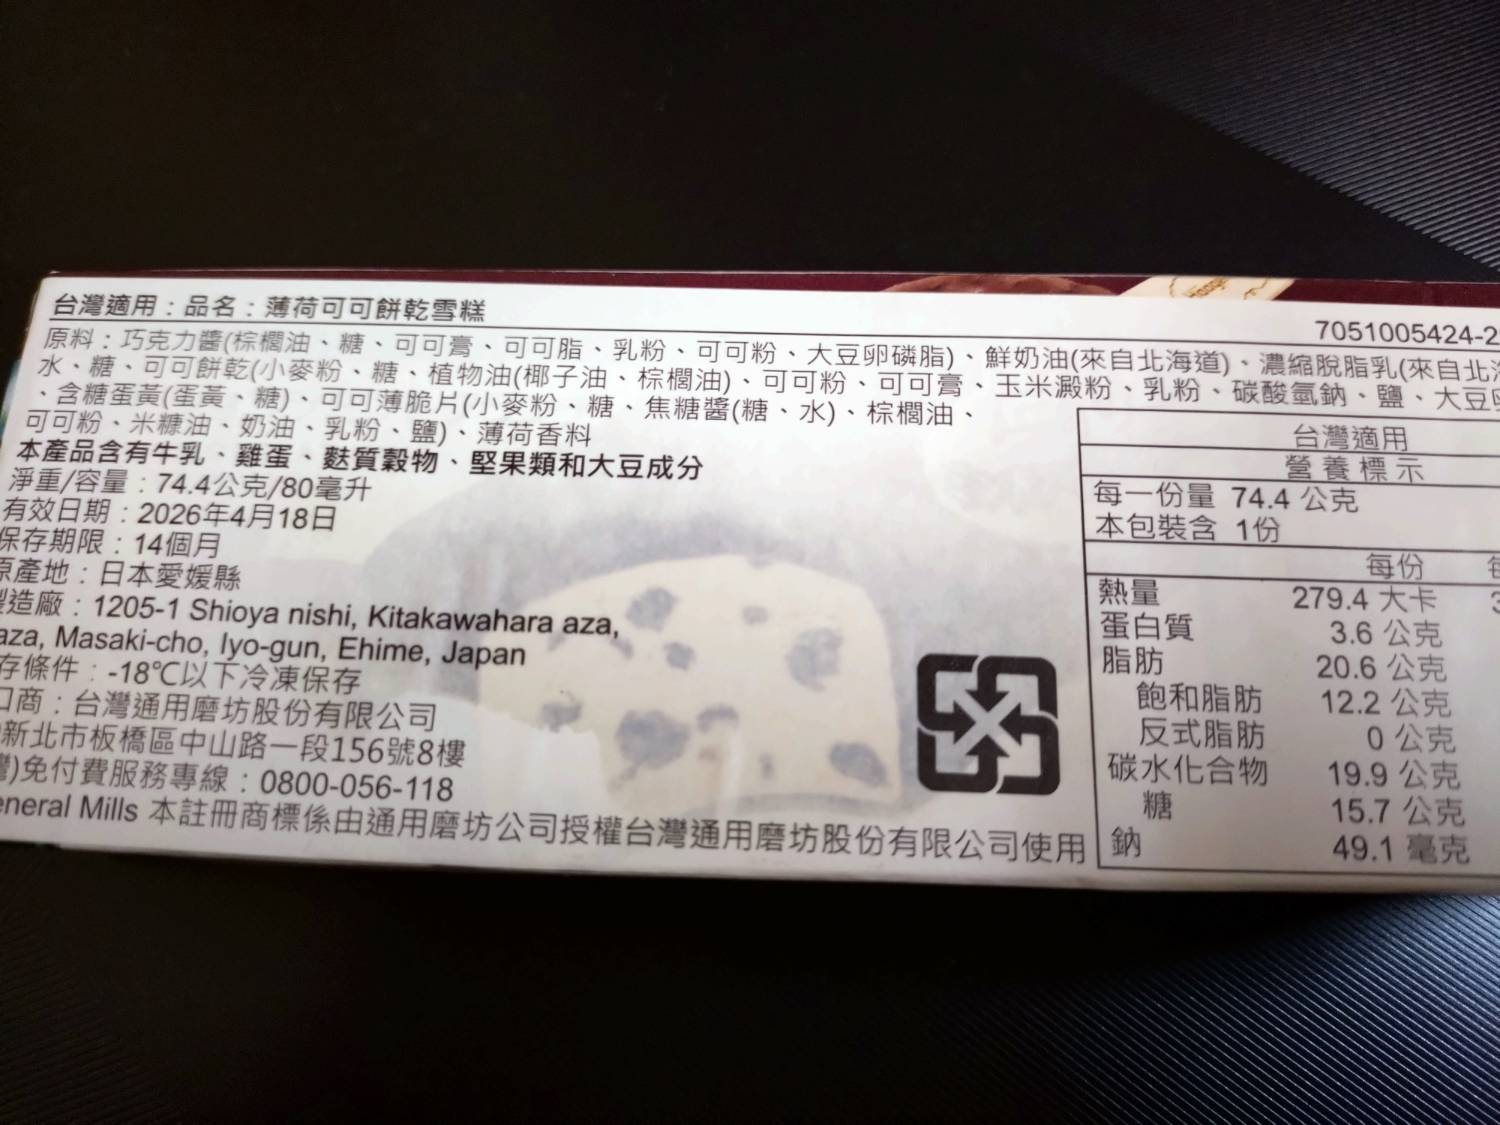 台灣適用：品名：薄荷可可餅乾雪糕
7051005424-2
原料：巧克力醬(棕櫚油、糖、可可膏、可可脂、乳粉、可可粉、大豆卵磷脂)、鮮奶油(來自北海道)、濃縮脫脂乳(來自北海
水、糖、可可餅乾(小麥粉、糖、植物油(椰子油、棕櫚油)、可可粉、可可膏、玉米澱粉、乳粉、碳酸氫鈉、鹽、大豆卵
、含糖蛋黃(蛋黃、糖)、可可薄脆片(小麥粉、糖、焦糖醬(糖、水)、棕櫚油、
可可粉、米糠油、奶油、乳粉、鹽)、薄荷香料
本產品含有牛乳、雞蛋、麩質穀物、堅果類和大豆成分
淨重/容量：74.4公克/80毫升
有效日期：2026年4月18日
保存期限：14個月
原產地：日本愛媛縣
製造廠：1205-1 Shioya nishi, Kitakawahara aza,
aza, Masaki-cho, Iyo-gun, Ehime, Japan
存條件：-18℃以下冷凍保存
口商：台灣通用磨坊股份有限公司
新北市板橋區中山路一段156號8樓
灣)免付費服務專線：0800-056-118
eneral Mills 本註冊商標係由通用磨坊公司授權台灣通用磨坊股份有限公司使用
台灣適用
營養標示
每一份量 74.4 公克
本包裝含 1份
每份 每
熱量 279.4 大卡 3
蛋白質 3.6 公克
脂肪 20.6 公克
飽和脂肪 12.2 公克
反式脂肪 0 公克
碳水化合物 19.9 公克
糖 15.7 公克
鈉 49.1 毫克